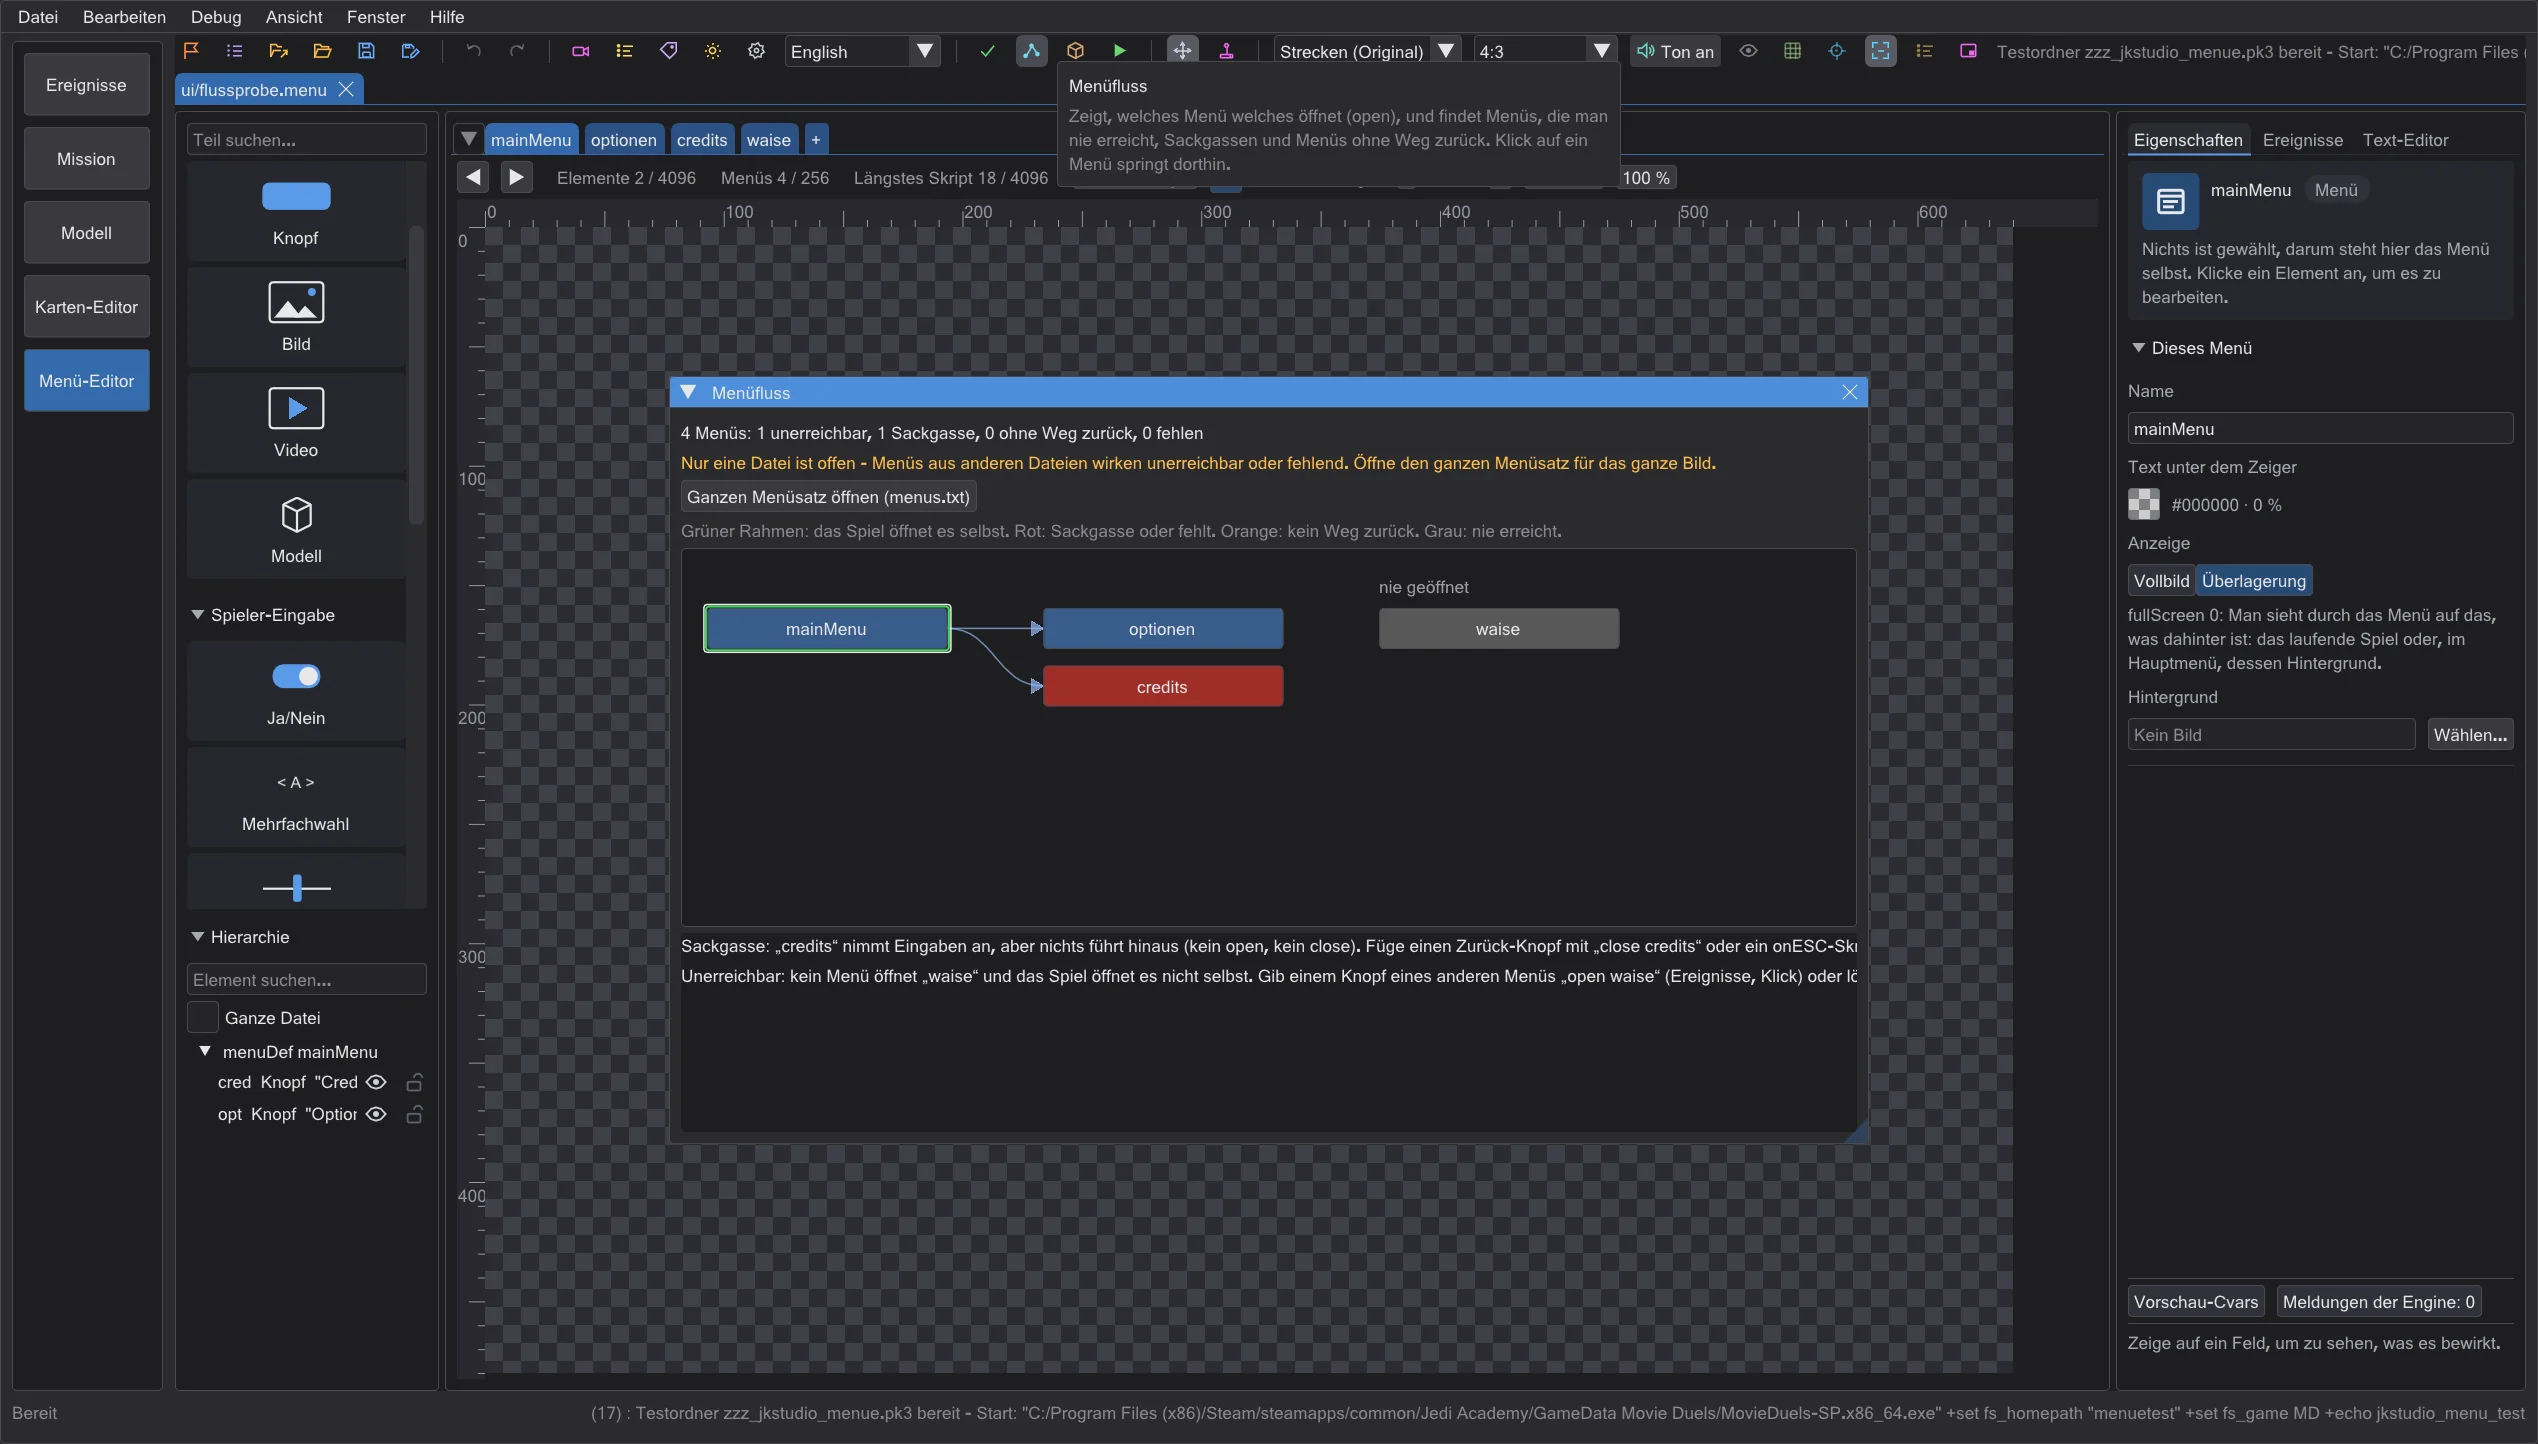 Datei Bearbeiten Debug Ansicht Fenster Hilfe
English
Strecken (Original)
4:3
Ton an
Testordner zzz_jkstudio_menue.pk3 bereit - Start: "C:/Program Files (
Ereignisse
Mission
Modell
Karten-Editor
Menü-Editor
ui/flussprobe.menu
Menüfluss
Zeigt, welches Menü welches öffnet (open), und findet Menüs, die man
nie erreicht, Sackgassen und Menüs ohne Weg zurück. Klick auf ein
Menü springt dorthin.
Teil suchen...
Knopf
Bild
Video
Modell
Spieler-Eingabe
Ja/Nein
< A >
Mehrfachwahl
Hierarchie
Element suchen...
Ganze Datei
menuDef mainMenu
cred Knopf "Cred
opt Knopf "Option
mainMenu optionen credits waise +
Elemente 2 / 4096 Menüs 4 / 256 Längstes Skript 18 / 4096
100 %
0 100 200 300 400 500 600
0
100
200
300
400
Menüfluss
4 Menüs: 1 unerreichbar, 1 Sackgasse, 0 ohne Weg zurück, 0 fehlen
Nur eine Datei ist offen - Menüs aus anderen Dateien wirken unerreichbar oder fehlend. Öffne den ganzen Menüsatz für das ganze Bild.
Ganzen Menüsatz öffnen (menus.txt)
Grüner Rahmen: das Spiel öffnet es selbst. Rot: Sackgasse oder fehlt. Orange: kein Weg zurück. Grau: nie erreicht.
nie geöffnet
mainMenu optionen waise
credits
Sackgasse: „credits“ nimmt Eingaben an, aber nichts führt hinaus (kein open, kein close). Füge einen Zurück-Knopf mit „close credits“ oder ein onESC-Skr
Unerreichbar: kein Menü öffnet „waise“ und das Spiel öffnet es nicht selbst. Gib einem Knopf eines anderen Menüs „open waise“ (Ereignisse, Klick) oder lö
Eigenschaften Ereignisse Text-Editor
mainMenu Menü
Nichts ist gewählt, darum steht hier das Menü
selbst. Klicke ein Element an, um es zu
bearbeiten.
Dieses Menü
Name
mainMenu
Text unter dem Zeiger
#000000 · 0 %
Anzeige
Vollbild Überlagerung
fullScreen 0: Man sieht durch das Menü auf das,
was dahinter ist: das laufende Spiel oder, im
Hauptmenü, dessen Hintergrund.
Hintergrund
Kein Bild Wählen...
Vorschau-Cvars Meldungen der Engine: 0
Zeige auf ein Feld, um zu sehen, was es bewirkt.
Bereit
(17) : Testordner zzz_jkstudio_menue.pk3 bereit - Start: "C:/Program Files (x86)/Steam/steamapps/common/Jedi Academy/GameData Movie Duels/MovieDuels-SP.x86_64.exe" +set fs_homepath "menuetest" +set fs_game MD +echo jkstudio_menu_test